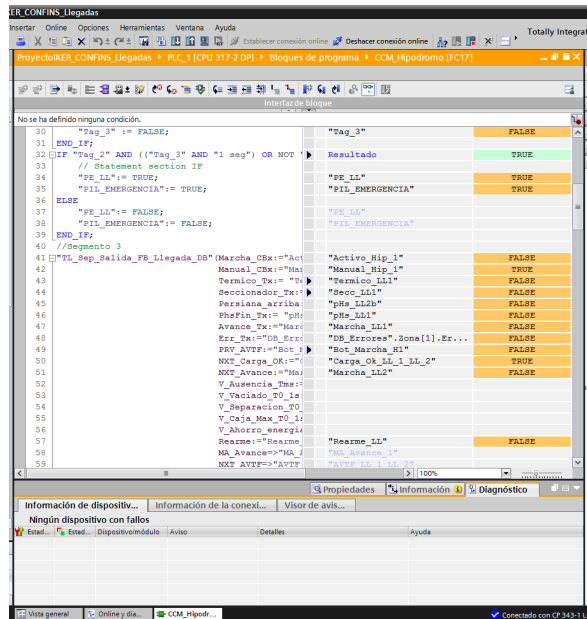 ER_CONFINS_Llegadas
nsertar Online Opciones Herramientas Ventana Ayuda
Totally Integrat
Establecer conexión online Deshacer conexión online
ProyectoIKER_CONFINS_Llegadas PLC_1 [CPU 317-2 DP] Bloques de programa CCM_Hipodromo [FC17]
Interfaz de bloque
No se ha definido ninguna condición.
30 "Tag_3" := FALSE; "Tag_3" FALSE
31 END_IF;
32 IF "Tag_2" AND (("Tag_3" AND "1 seg") OR NOT " Resultado TRUE
33 // Statement section IF
34 "PE_LL":= TRUE; "PE_LL" TRUE
35 "PIL_EMERGENCIA":= TRUE; "PIL_EMERGENCIA" TRUE
36 ELSE
37 "PE_LL":= FALSE; "PE_LL"
38 "PIL_EMERGENCIA":= FALSE; "PIL_EMERGENCIA"
39 END_IF;
40 //Segmento 3
41 "TL_Sep_Salida_FB_Llegada_DB"(Marcha_CBx:="Act "Activo_Hip_1" FALSE
42 Manual_CBx:="Man "Manual_Hip_1" TRUE
43 Termico_Tx:= "Te "Termico_LL1" FALSE
44 Seccionador_Tx:= "Secc_LL1" FALSE
45 Persiana_arriba: "pHs_LL2b" FALSE
46 PhsFin_Tx:= "pHs "pHs_LL1" FALSE
47 Avance_Tx:="Marc "Marcha_LL1" FALSE
48 Err_Tx:="DB_Erro "DB_Errores".Zona[1].Er... FALSE
49 PRV_AVTF:="Bot_M "Bot_Marcha_H1" FALSE
50 NXT_Carga_OK:=" "Carga_Ok_LL_1_LL_2" TRUE
51 NXT_Avance:="Mar "Marcha_LL2" FALSE
52 V_Ausencia_Tms:=
53 V_Vaciado_T0_1s:
54 V_Separacion_T0_
55 V_Caja_Max_T0_1s
56 V_Ahorro_energia
57 Rearme:="Rearme_ "Rearme_LL" FALSE
58 MA_Avance=>"MA_A "MA_Avance_1"
59 NXT_AVTF=>"AVTF_ "AVTF_LL_1_LL_2"
100%
Propiedades Información Diagnóstico
Información de dispositiv... Información de la conexi... Visor de avis...
Ningún dispositivo con fallos
Estad... Estad... Dispositivo/módulo Aviso Detalles Ayuda
Vista general Online y dia... CCM_Hipodr... Conectado con CP 343-1 L